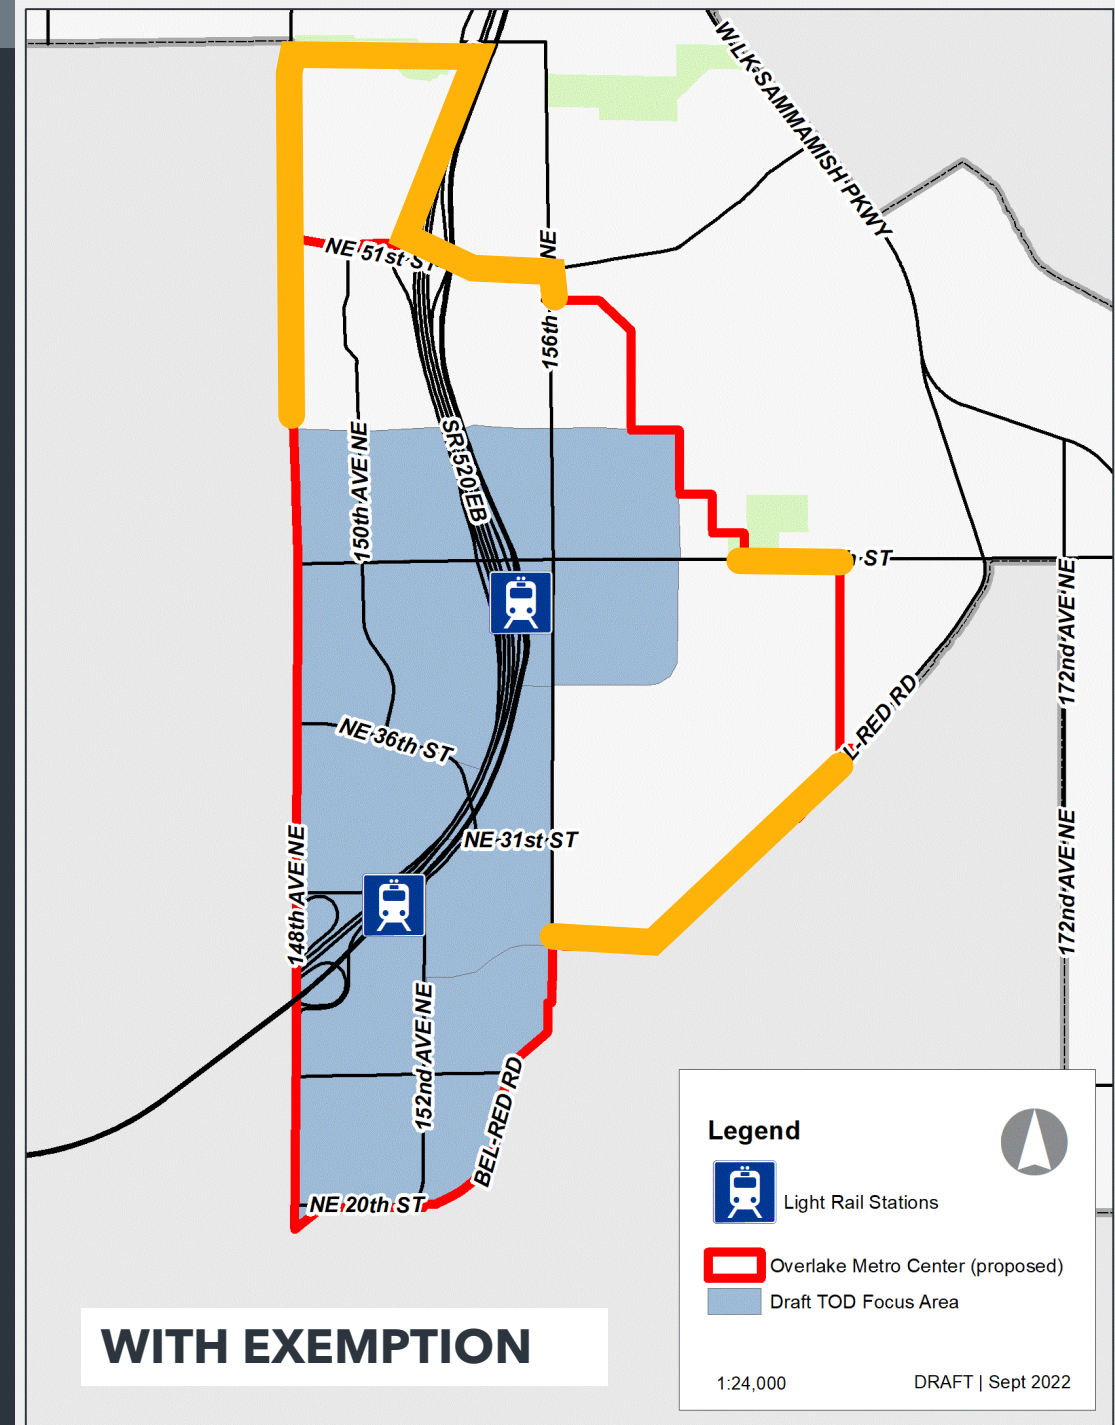 W LK SAMMAMISH PKWY
NE 51st ST
NE
156th
SR 520 EB
150th AVE NE
ST
172nd AVE NE
L-RED RD
NE 36th ST
NE 31st ST
148th AVE NE
172nd AVE NE
152nd AVE NE
BEL-RED RD
NE 20th ST
Legend
Light Rail Stations
Overlake Metro Center (proposed)
Draft TOD Focus Area
1:24,000
DRAFT | Sept 2022
WITH EXEMPTION